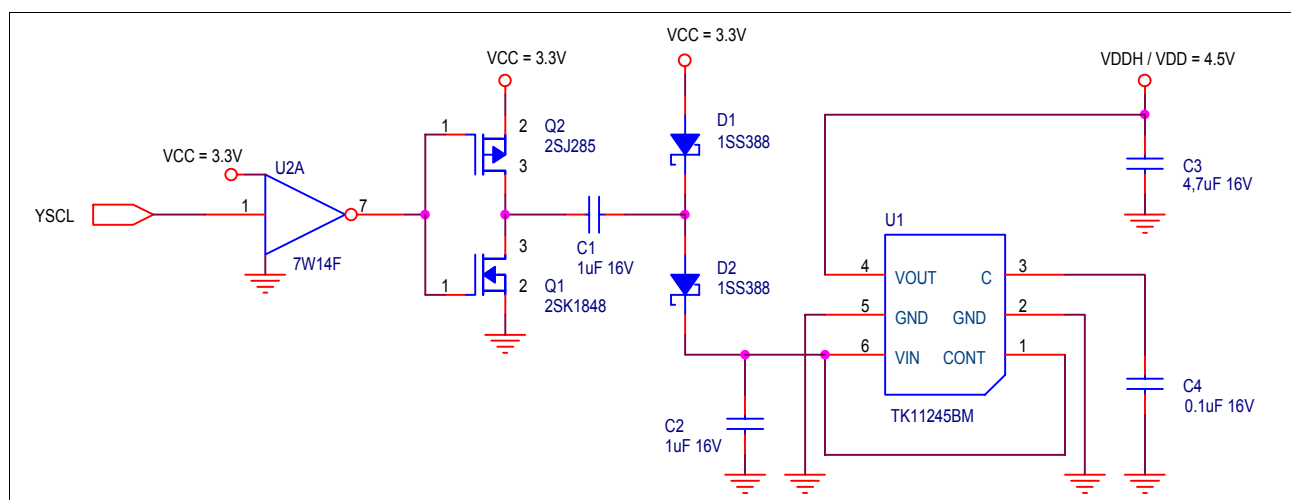 VCC = 3.3V
VCC = 3.3V
VDDH / VDD = 4.5V
2
Q2
2SJ285
1
3
D1
1SS388
VCC = 3.3V
U2A
C3
4,7uF 16V
YSCL
1
7
7W14F
C1
1uF 16V
U1
3
Q1
2SK1848
1
2
D2
1SS388
4
VOUT
C
3
5
GND
GND
2
6
VIN
CONT
1
TK11245BM
C2
1uF 16V
C4
0.1uF 16V